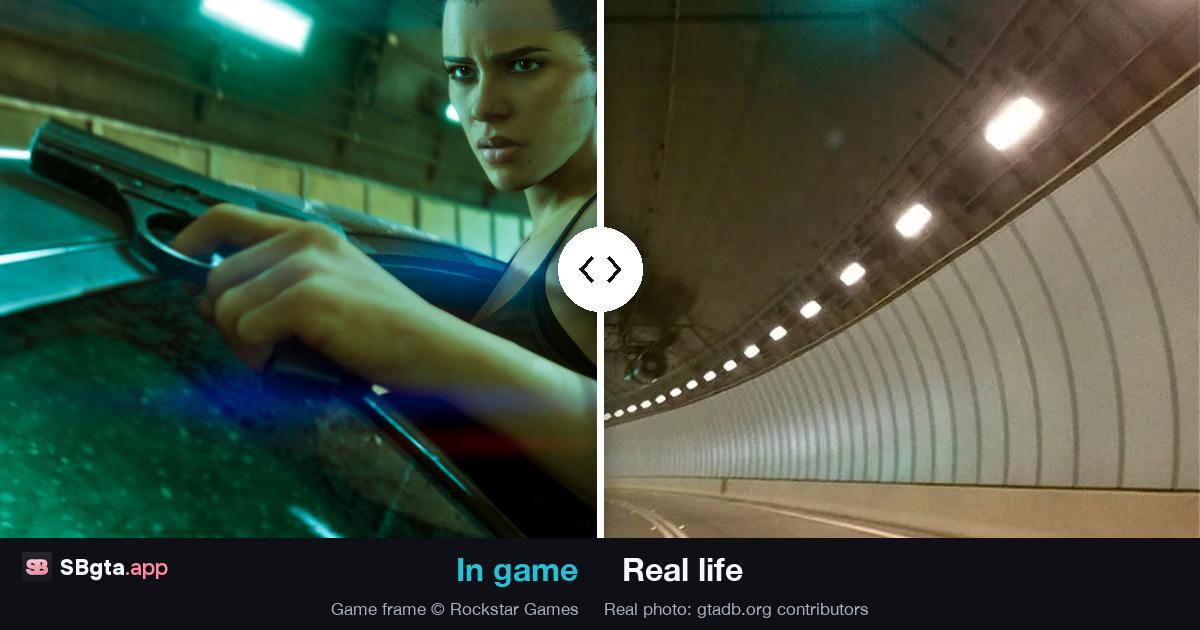 SB SBgta.app
In game
Real life
Game frame © Rockstar Games
Real photo: gtadb.org contributors